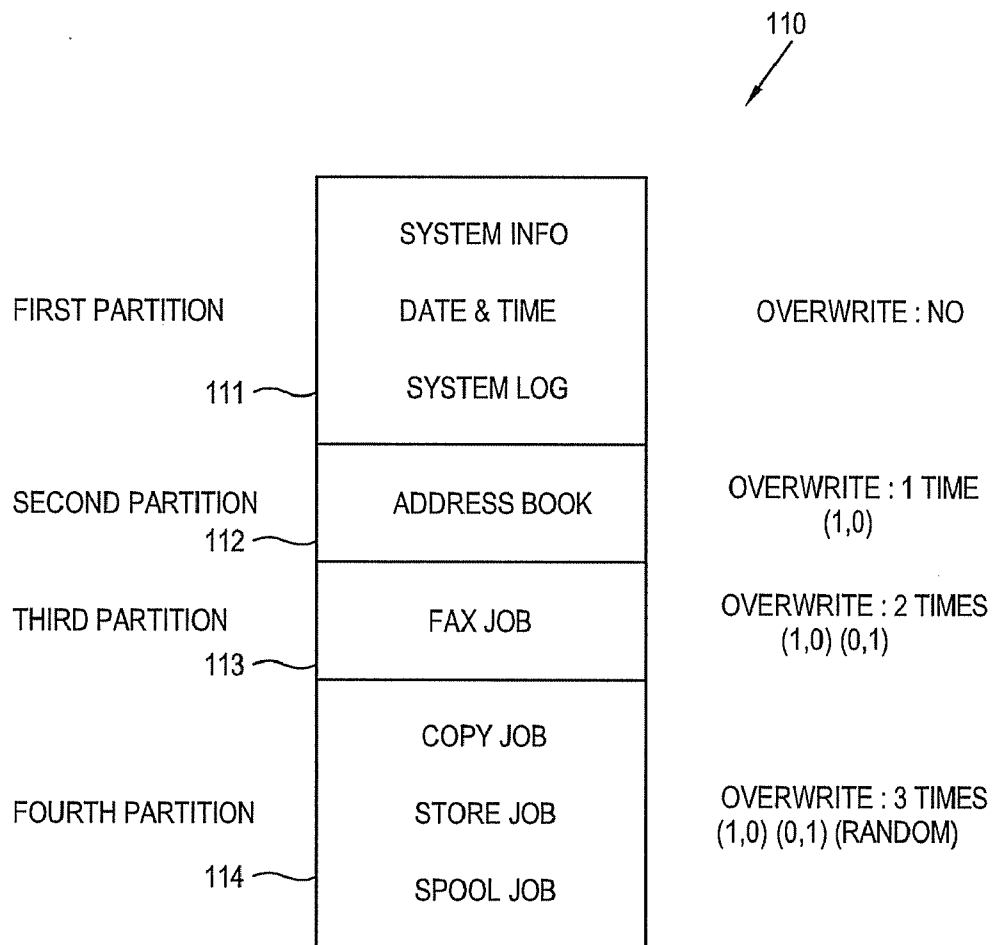 110
SYSTEM INFO
FIRST PARTITION DATE & TIME OVERWRITE : NO
111 SYSTEM LOG
SECOND PARTITION ADDRESS BOOK OVERWRITE : 1 TIME
(1,0)
112
THIRD PARTITION FAX JOB OVERWRITE : 2 TIMES
(1,0) (0,1)
113
COPY JOB
FOURTH PARTITION STORE JOB OVERWRITE : 3 TIMES
(1,0) (0,1) (RANDOM)
114 SPOOL JOB